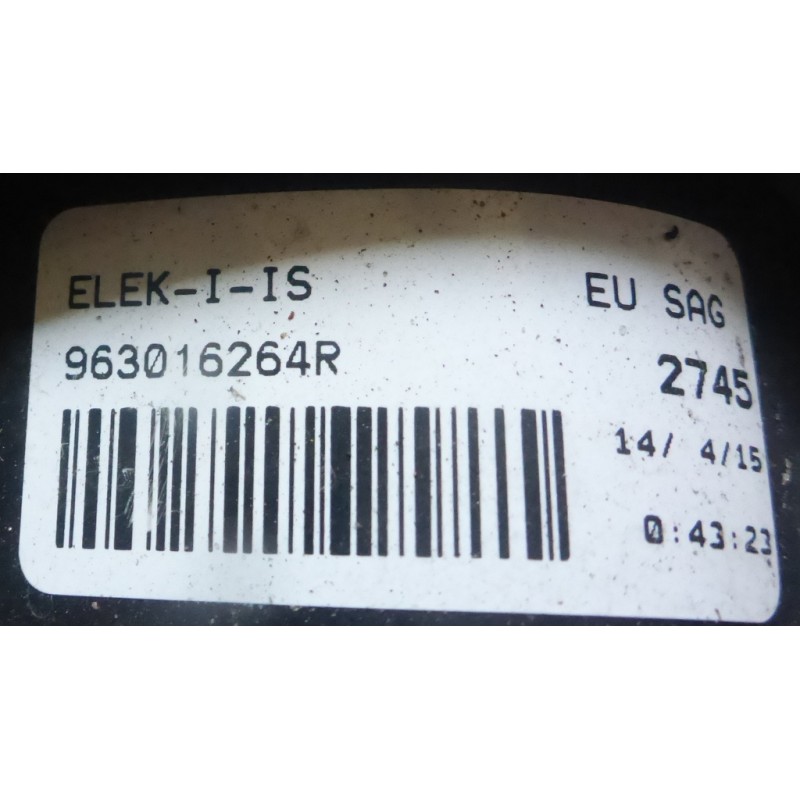 ELEK-I-IS
EU SAG
963016264R
2745
14/ 4/15
0:43:23